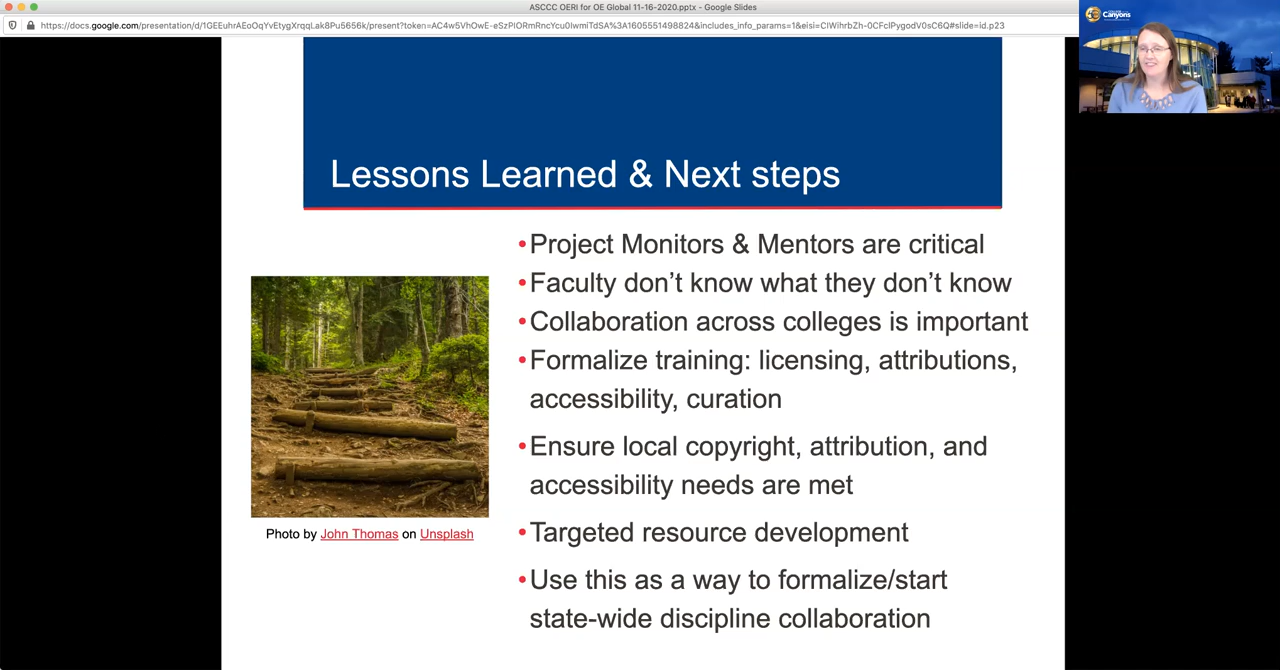 ASCCC OERI for OE Global 11-16-2020.pptx - Google Slides
https://docs.google.com/presentation/d/1GEEuhrAEoOqYvEtygXrqqLak8Pu5656k/present?token=AC4w5VhOwE-eSzPiORmRncYcu0IwmiTdSA%3A1605551498824&includes_info_params=1&eisi=CIWihrbZh-0CFcIPygodV0sC6Q#slide=id.p23
Canyons
Lessons Learned & Next steps
•Project Monitors & Mentors are critical
•Faculty don’t know what they don’t know
•Collaboration across colleges is important
•Formalize training: licensing, attributions,
accessibility, curation
•Ensure local copyright, attribution, and
accessibility needs are met
•Targeted resource development
•Use this as a way to formalize/start
state-wide discipline collaboration
Photo by John Thomas on Unsplash